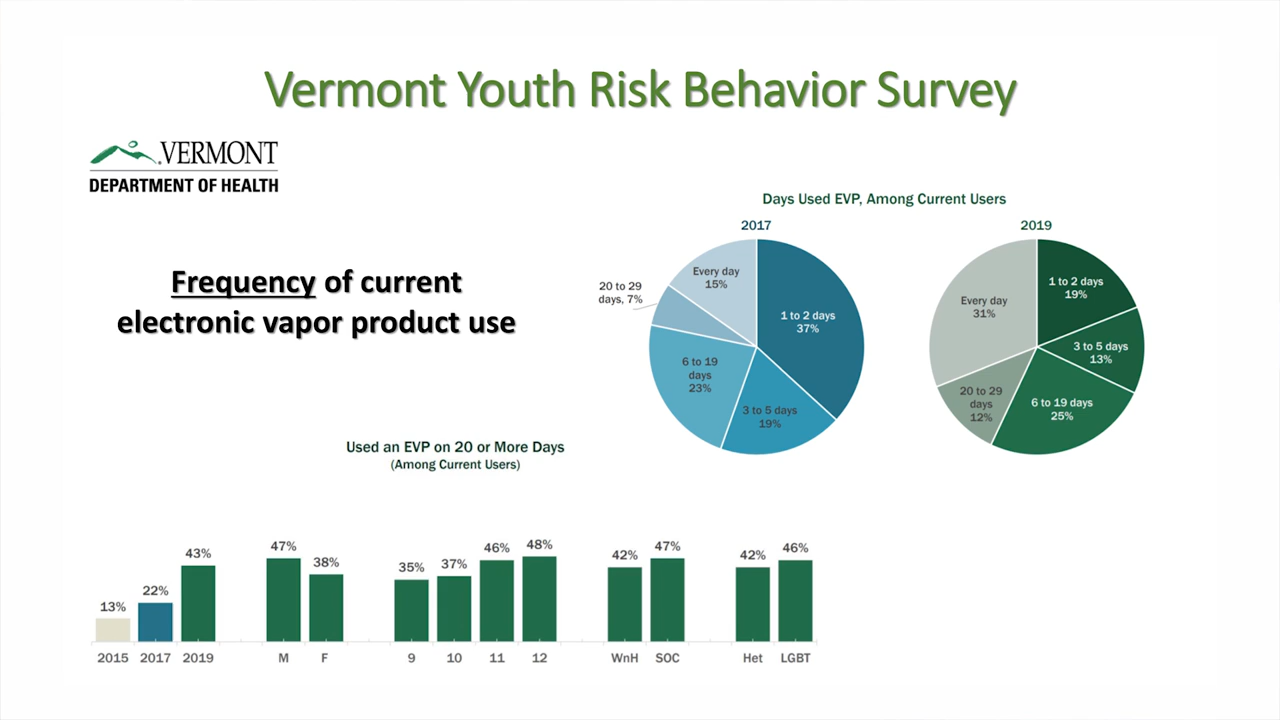 Vermont Youth Risk Behavior Survey
VERMONT
DEPARTMENT OF HEALTH
Frequency of current
electronic vapor product use
Days Used EVP, Among Current Users
2017
Every day
15%
20 to 29
days, 7%
1 to 2 days
37%
6 to 19
days
23%
3 to 5 days
19%
2019
1 to 2 days
19%
Every day
31%
3 to 5 days
13%
20 to 29
days
12%
6 to 19 days
25%
Used an EVP on 20 or More Days
(Among Current Users)
13% 22% 43% 47% 38% 35% 37% 46% 48% 42% 47% 42% 46%
2015 2017 2019 M F 9 10 11 12 WnH SOC Het LGBT